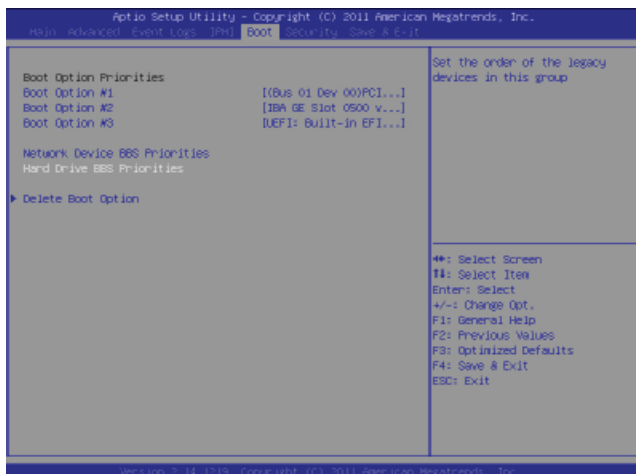 Aptio Setup Utility - Copyright (C) 2011 American Megatrends, Inc.
Main Advanced Event Logs IPMI Boot Security Save & Exit
Boot Option Priorities
Boot Option #1 [(Bus 01 Dev 00)PCI...]
Boot Option #2 [IBA GE Slot 0500 v...]
Boot Option #3 [UEFI: Built-in EFI...]
Network Device BBS Priorities
Hard Drive BBS Priorities
Delete Boot Option
Set the order of the legacy
devices in this group
: Select Screen
: Select Item
Enter: Select
+/-: Change Opt.
F1: General Help
F2: Previous Values
F3: Optimized Defaults
F4: Save & Exit
ESC: Exit
Version 2.14.1219. Copyright (C) 2011 American Megatrends, Inc.